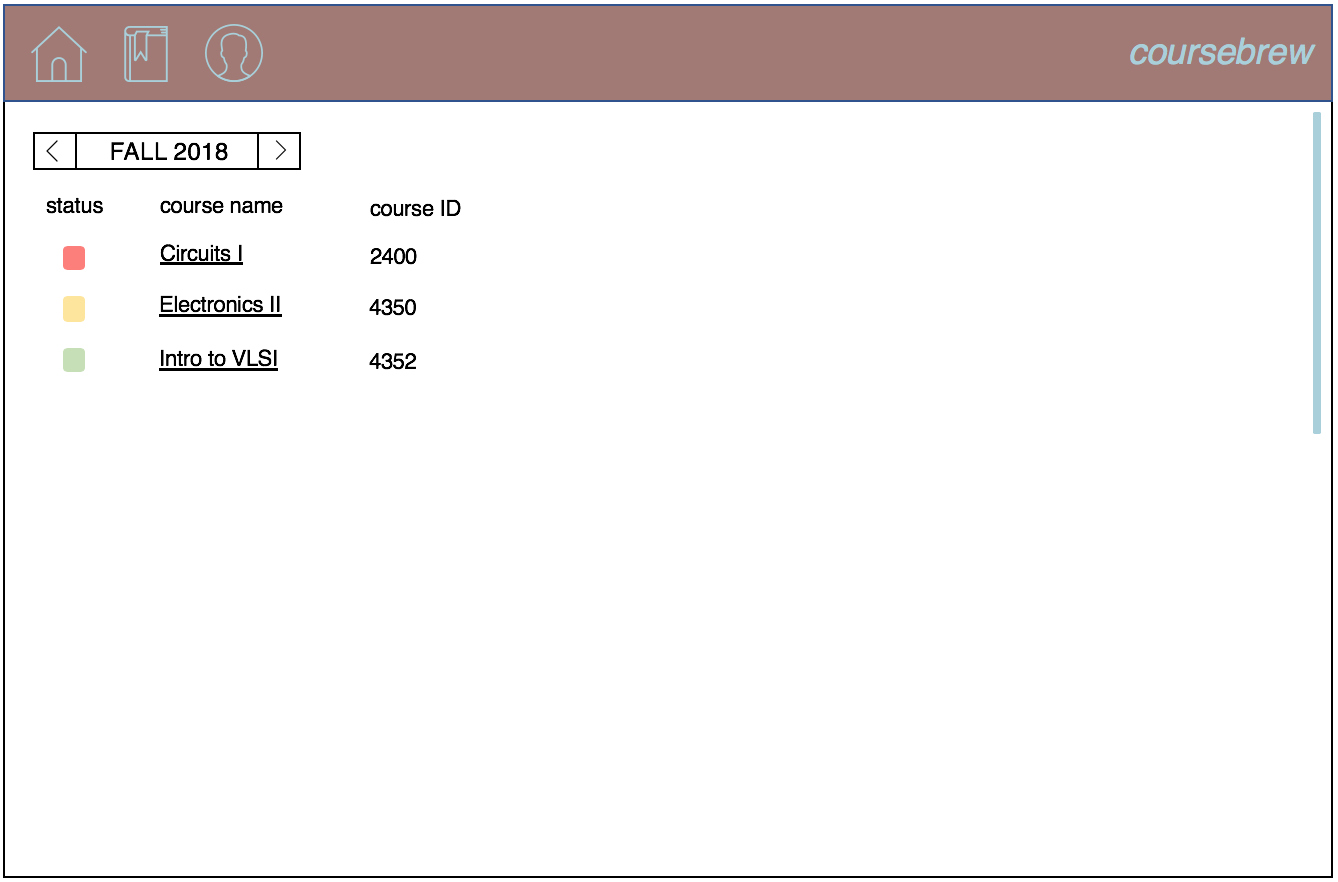 coursebrew
FALL 2018
status course name course ID
Circuits I 2400
Electronics II 4350
Intro to VLSI 4352